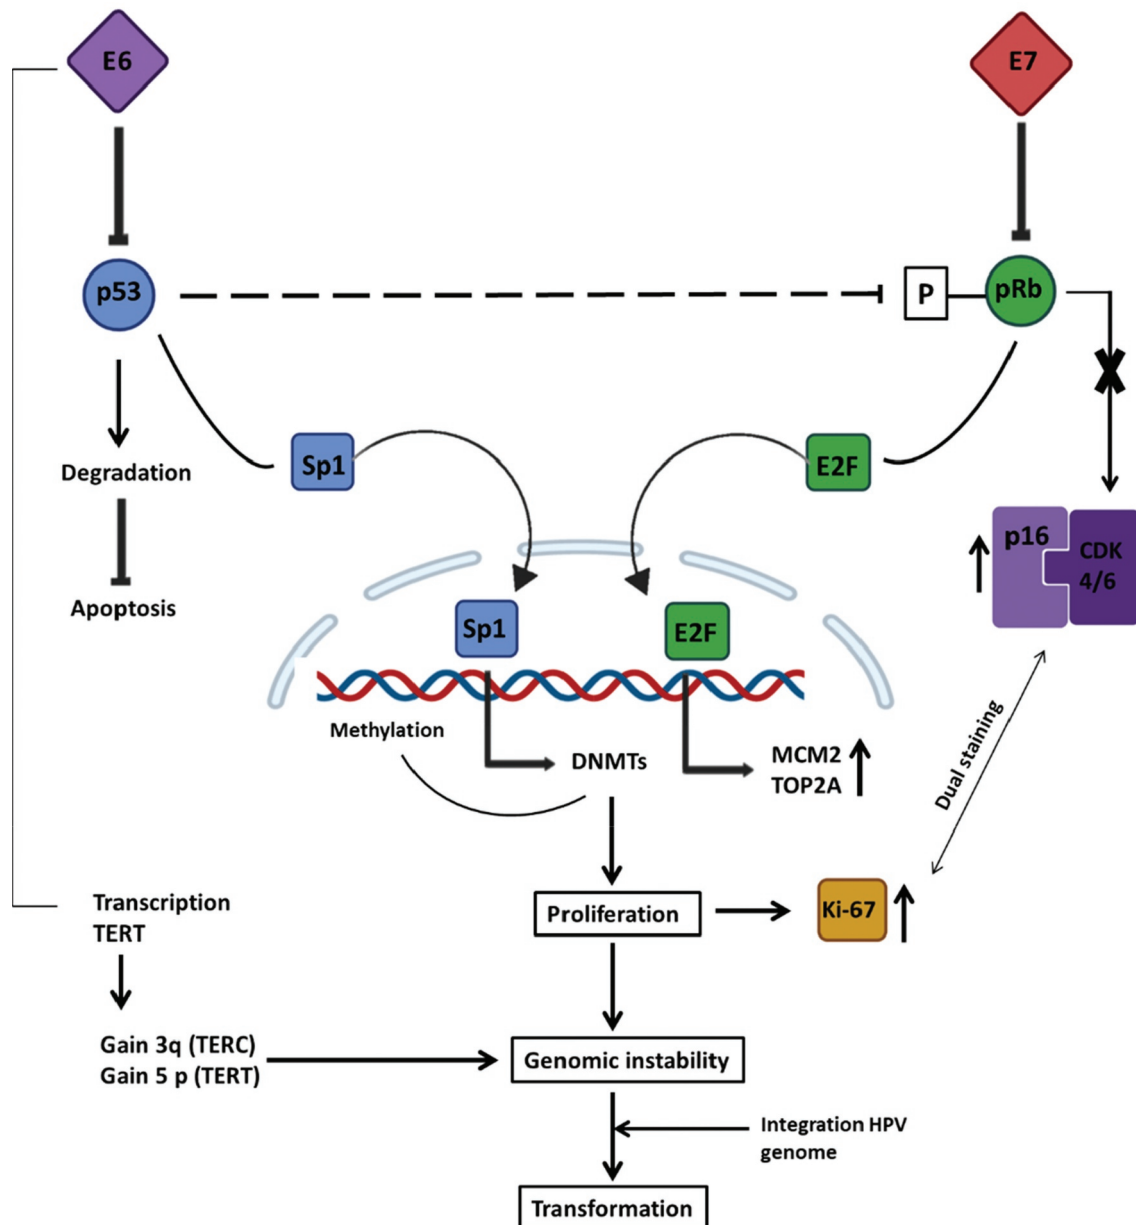 E6
E7
p53
P
pRb
Degradation
Sp1
E2F
p16
CDK
4/6
Apoptosis
Sp1
E2F
Methylation
DNMTs
MCM2
TOP2A
Dual staining
Transcription
TERT
Proliferation
Ki-67
Gain 3q (TERC)
Gain 5 p (TERT)
Genomic instability
Integration HPV
genome
Transformation